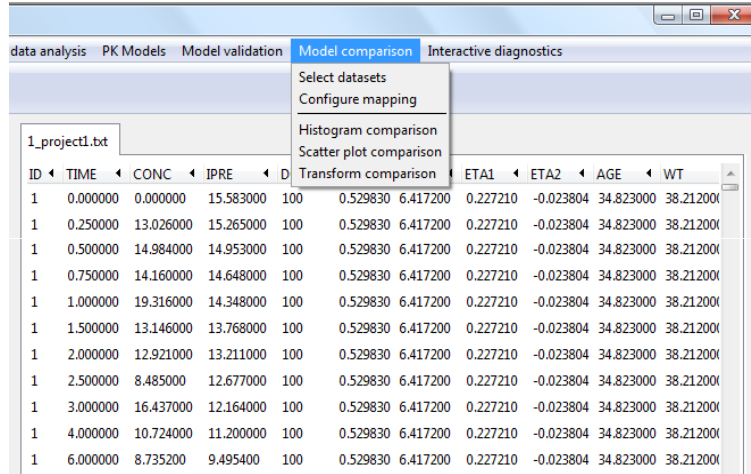 data analysis PK Models Model validation Model comparison Interactive diagnostics
Select datasets
Configure mapping
Histogram comparison
Scatter plot comparison
Transform comparison
1_project1.txt
ID TIME CONC IPRE D ETA1 ETA2 AGE WT
1 0.000000 0.000000 15.583000 100 0.529830 6.417200 0.227210 -0.023804 34.823000 38.212000
1 0.250000 13.026000 15.265000 100 0.529830 6.417200 0.227210 -0.023804 34.823000 38.212000
1 0.500000 14.984000 14.953000 100 0.529830 6.417200 0.227210 -0.023804 34.823000 38.212000
1 0.750000 14.160000 14.648000 100 0.529830 6.417200 0.227210 -0.023804 34.823000 38.212000
1 1.000000 19.316000 14.348000 100 0.529830 6.417200 0.227210 -0.023804 34.823000 38.212000
1 1.500000 13.146000 13.768000 100 0.529830 6.417200 0.227210 -0.023804 34.823000 38.212000
1 2.000000 12.921000 13.211000 100 0.529830 6.417200 0.227210 -0.023804 34.823000 38.212000
1 2.500000 8.485000 12.677000 100 0.529830 6.417200 0.227210 -0.023804 34.823000 38.212000
1 3.000000 16.437000 12.164000 100 0.529830 6.417200 0.227210 -0.023804 34.823000 38.212000
1 4.000000 10.724000 11.200000 100 0.529830 6.417200 0.227210 -0.023804 34.823000 38.212000
1 6.000000 8.735200 9.495400 100 0.529830 6.417200 0.227210 -0.023804 34.823000 38.212000